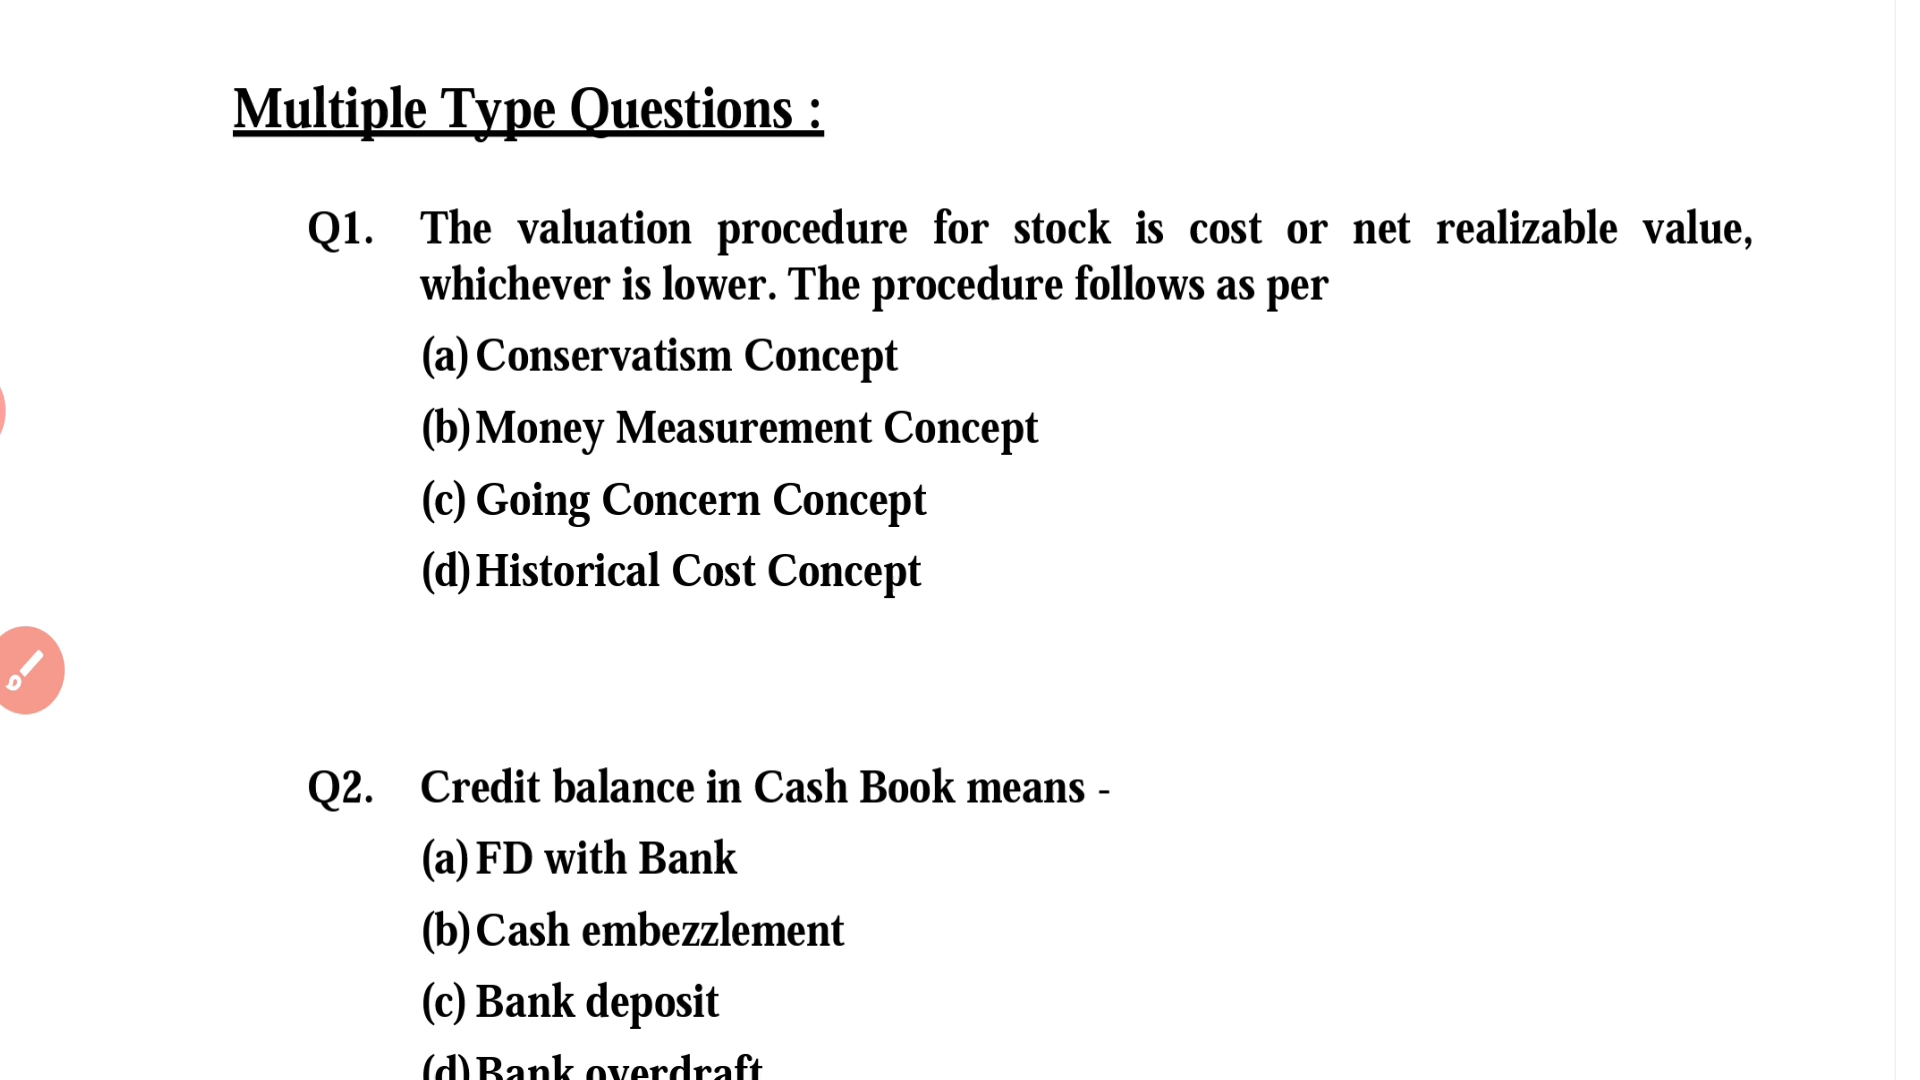 Multiple Type Questions :
Q1. The valuation procedure for stock is cost or net realizable value,
whichever is lower. The procedure follows as per
(a) Conservatism Concept
(b) Money Measurement Concept
(c) Going Concern Concept
(d) Historical Cost Concept
Q2. Credit balance in Cash Book means -
(a) FD with Bank
(b) Cash embezzlement
(c) Bank deposit
(d) Bank overdraft